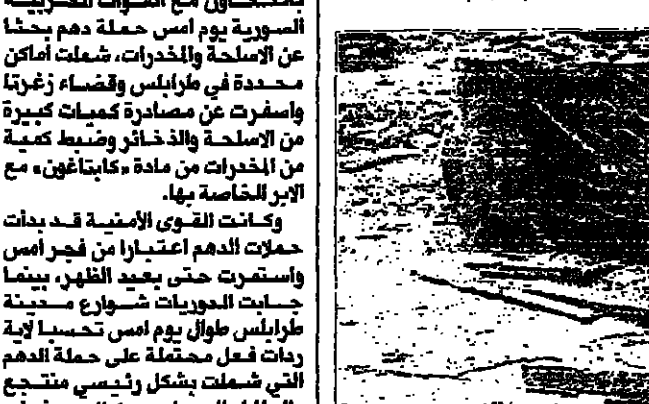 السورية يوم امس حملة دهم بحثا
عن الاسلحة والمخدرات، شملت أماكن
محددة في طرابلس وقضاء زغرتا
واسفرت عن مصادرة كميات كبيرة
من الاسلحة والذخائر وضبط كمية
من المخدرات من مادة «كابتاغون» مع
الابر الخاصة بها.
وكانت القوى الأمنية قد بدأت
حملات الدهم اعتبارا من فجر امس
واستمرت حتى بعيد الظهر، بينما
جابت الدوريات شوارع مدينة
طرابلس طوال يوم امس تحسبا لاية
ردات فعل محتملة على حملة الدهم
التي شملت بشكل رئيسي منتجع